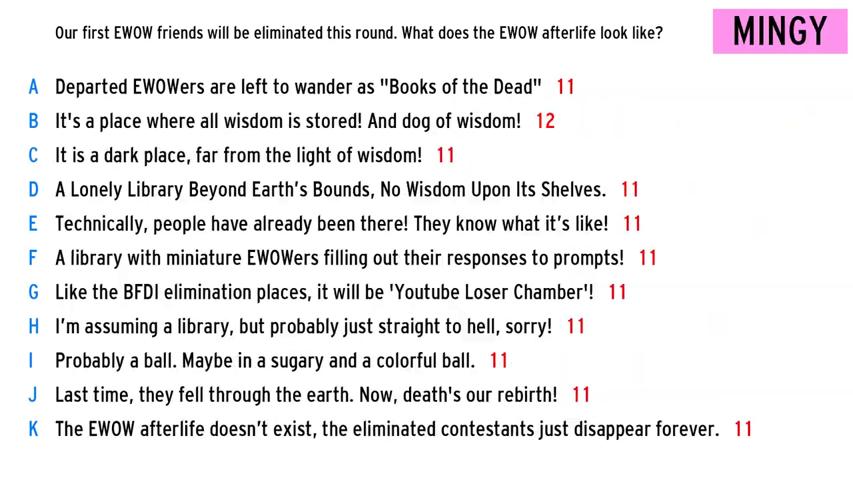 Our first EWOW friends will be eliminated this round. What does the EWOW afterlife look like?
MINGY
A Departed EWOWers are left to wander as "Books of the Dead" 11
B It's a place where all wisdom is stored! And dog of wisdom! 12
C It is a dark place, far from the light of wisdom! 11
D A Lonely Library Beyond Earth's Bounds, No Wisdom Upon Its Shelves. 11
E Technically, people have already been there! They know what it's like! 11
F A library with miniature EWOWers filling out their responses to prompts! 11
G Like the BFDI elimination places, it will be 'Youtube Loser Chamber'! 11
H I'm assuming a library, but probably just straight to hell, sorry! 11
I Probably a ball. Maybe in a sugary and a colorful ball. 11
J Last time, they fell through the earth. Now, death's our rebirth! 11
K The EWOW afterlife doesn't exist, the eliminated contestants just disappear forever. 11